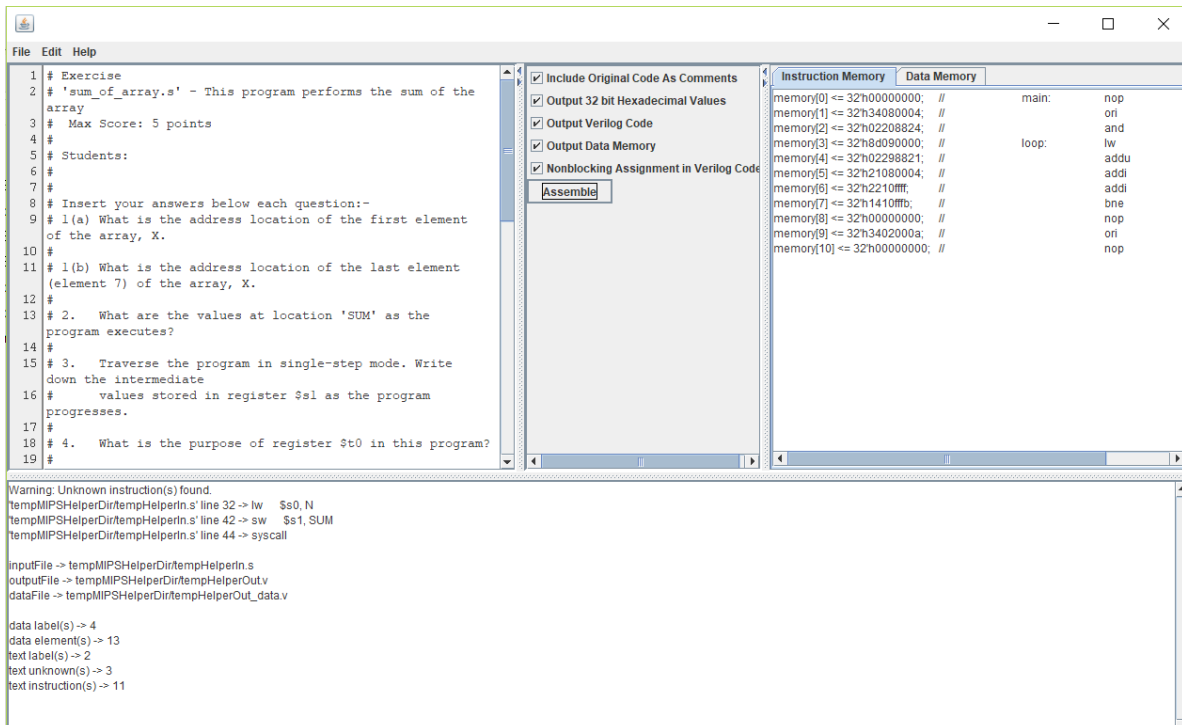 File Edit Help
1 # Exercise
2 # 'sum_of_array.s' - This program performs the sum of the
array
3 #  Max Score: 5 points
4 #
5 # Students:
6 #
7 #
8 # Insert your answers below each question:-
9 # 1(a) What is the address location of the first element
of the array, X.
10 #
11 # 1(b) What is the address location of the last element
(element 7) of the array, X.
12 #
13 # 2.   What are the values at location 'SUM' as the
program executes?
14 #
15 # 3.   Traverse the program in single-step mode. Write
down the intermediate
16 #      values stored in register $s1 as the program
progresses.
17 #
18 # 4.   What is the purpose of register $t0 in this program?
19 #
Include Original Code As Comments
Output 32 bit Hexadecimal Values
Output Verilog Code
Output Data Memory
Nonblocking Assignment in Verilog Code
Assemble
Instruction Memory Data Memory
memory[0] <= 32'h00000000; // main: nop
memory[1] <= 32'h34080004; // ori
memory[2] <= 32'h02208824; // and
memory[3] <= 32'h8d090000; // loop: lw
memory[4] <= 32'h02298821; // addu
memory[5] <= 32'h21080004; // addi
memory[6] <= 32'h2210ffff; // addi
memory[7] <= 32'h1410fffb; // bne
memory[8] <= 32'h00000000; // nop
memory[9] <= 32'h3402000a; // ori
memory[10] <= 32'h00000000; // nop
Warning: Unknown instruction(s) found.
'tempMIPSHelperDir/tempHelperIn.s' line 32 -> lw $s0, N
'tempMIPSHelperDir/tempHelperIn.s' line 42 -> sw $s1, SUM
'tempMIPSHelperDir/tempHelperIn.s' line 44 -> syscall
inputFile -> tempMIPSHelperDir/tempHelperIn.s
outputFile -> tempMIPSHelperDir/tempHelperOut.v
dataFile -> tempMIPSHelperDir/tempHelperOut_data.v
data label(s) -> 4
data element(s) -> 13
text label(s) -> 2
text unknown(s) -> 3
text instruction(s) -> 11